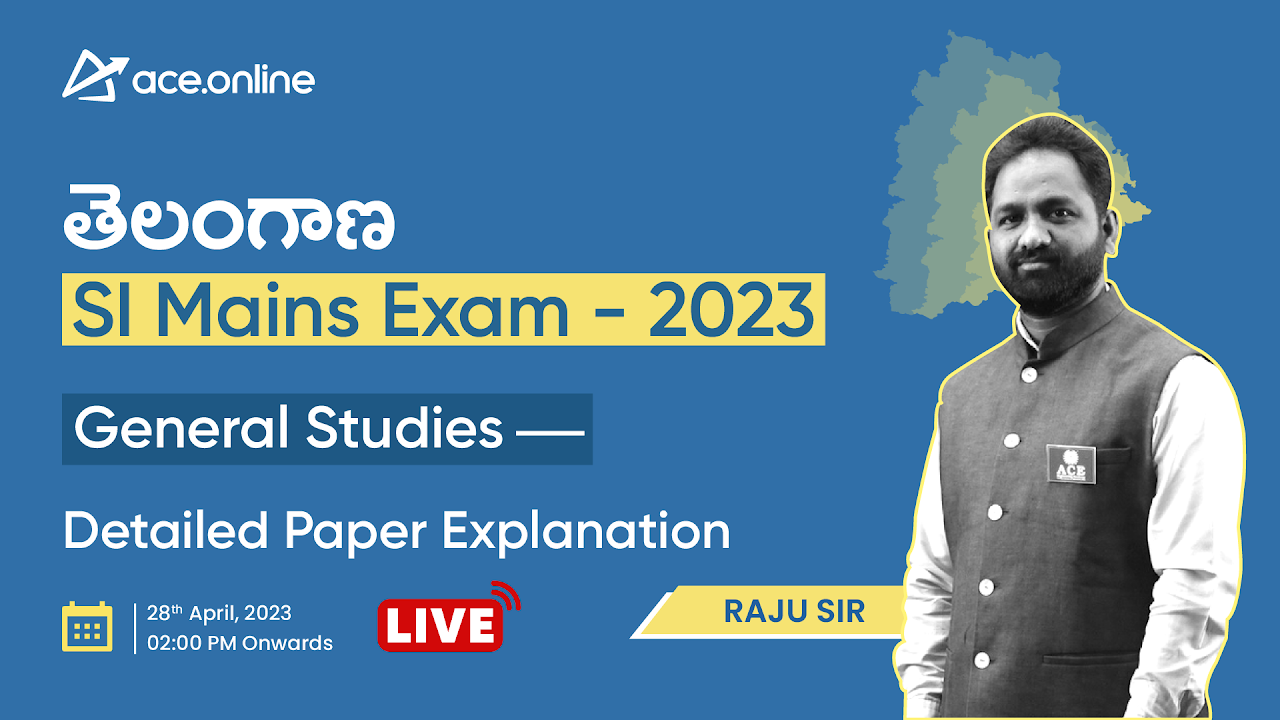 ace.online
తెలంగాణ
SI Mains Exam - 2023
General Studies —
Detailed Paper Explanation
28th April, 2023
02:00 PM Onwards
LIVE
RAJU SIR
ACE